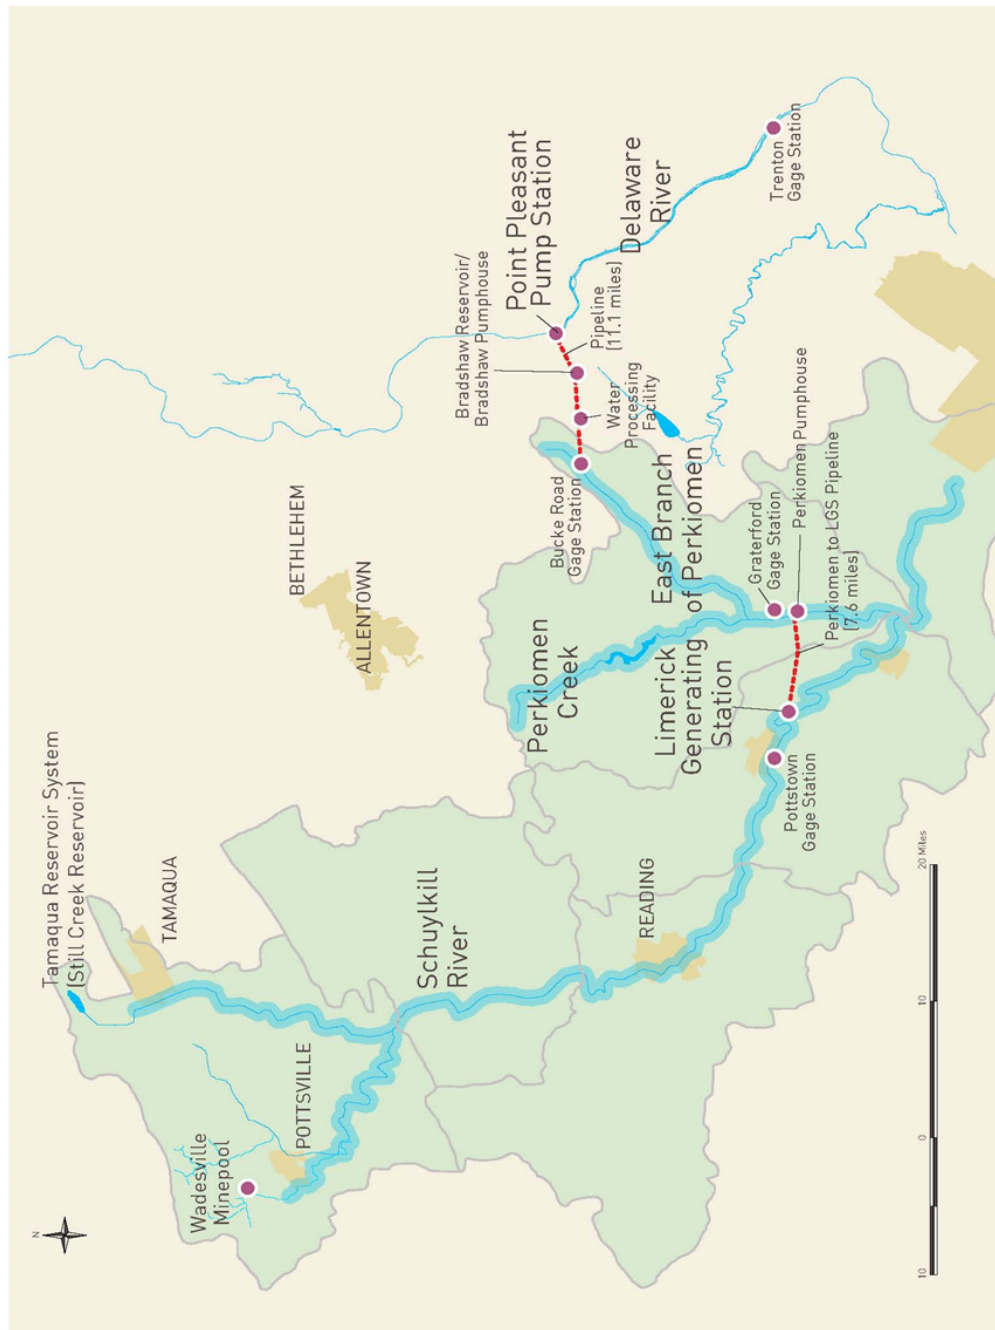 N
Tamaqua Reservoir System
(Still Creek Reservoir)
TAMAQUA
Wadesville
Minepool
POTTSVILLE
BETHLEHEM
ALLENTOWN
Schuylkill
River
READING
Perkiomen
Creek
Bradshaw Reservoir/
Bradshaw Pumphouse
Point Pleasant
Pump Station
Pipeline
(11.1 miles)
Delaware
River
Water
Processing
Facility
Bucke Road
Gage Station
East Branch
of Perkiomen
Limerick
Generating
Station
Graterford
Gage Station
Perkiomen Pumphouse
Perkiomen to LGS Pipeline
(7.6 miles)
Pottstown
Gage Station
Trenton
Gage Station
10
0
10
20 Miles